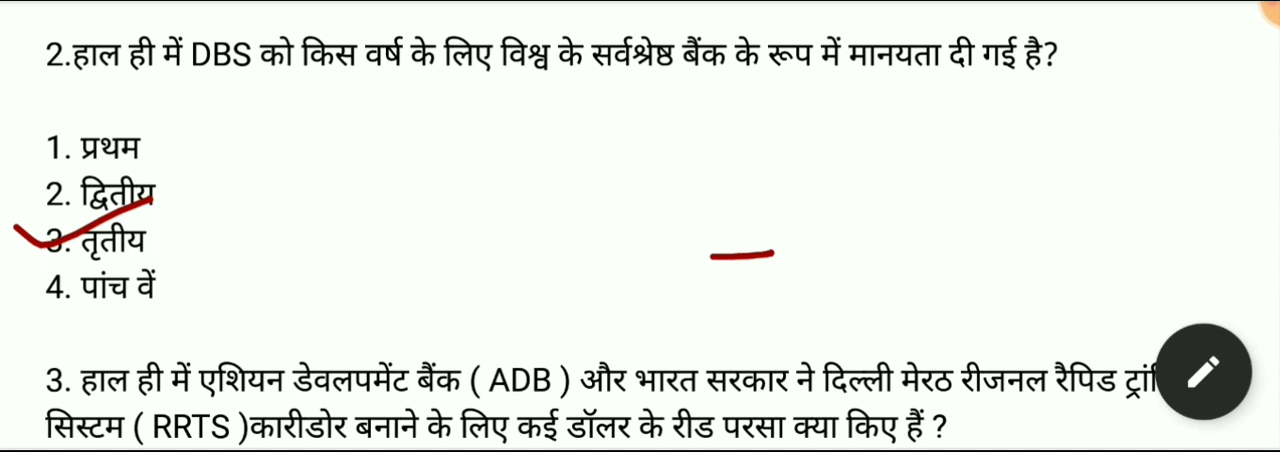 2.हाल ही में DBS को किस वर्ष के लिए विश्व के सर्वश्रेष्ठ बैंक के रूप में मानयता दी गई है?
1. प्रथम
2. द्वितीय
3. तृतीय
4. पांच वें
3. हाल ही में एशियन डेवलपमेंट बैंक ( ADB ) और भारत सरकार ने दिल्ली मेरठ रीजनल रैपिड
सिस्टम ( RRTS )कारीडोर बनाने के लिए कई डॉलर के रीड परसा क्या किए हैं ?